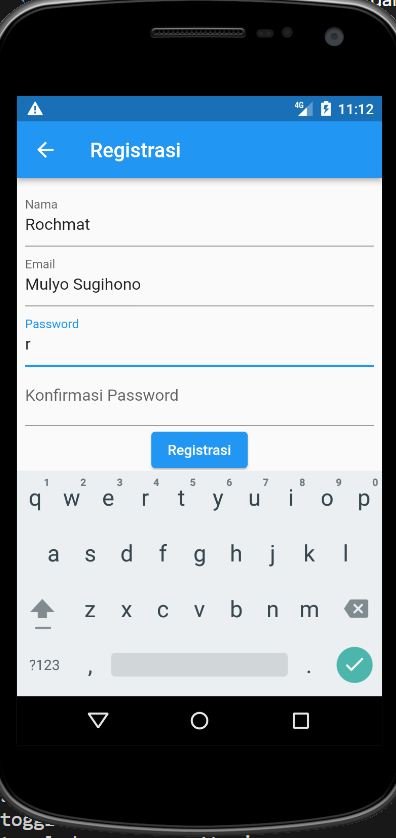 4G 11:12
Registrasi
Nama
Rochmat
Email
Mulyo Sugihono
Password
r
Konfirmasi Password
Registrasi
1 2 3 4 5 6 7 8 9 0
q w e r t y u i o p
a s d f g h j k l
z x c v b n m
?123 , .